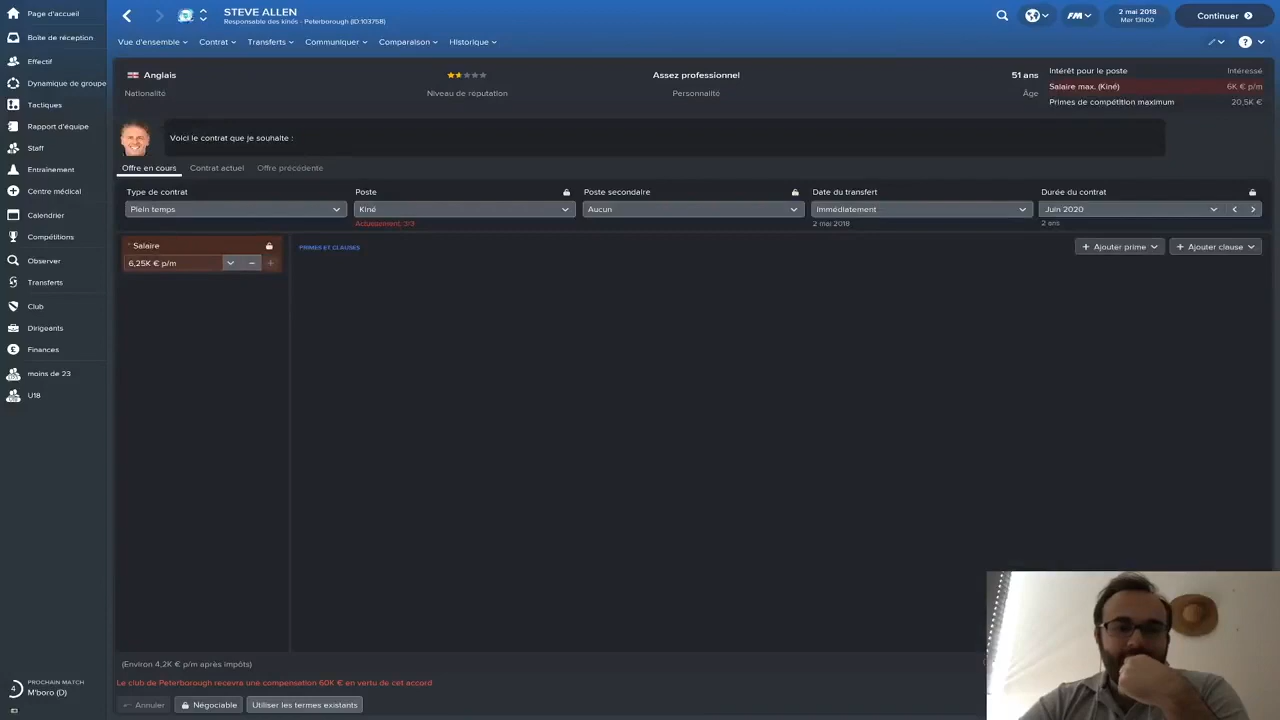 Page d'accueil
Boite de réception
Effectif
Dynamique de groupe
Tactiques
Rapport d'équipe
Staff
Entraînement
Centre médical
Calendrier
Compétitions
Observer
Transferts
Club
Dirigeants
Finances
moins de 23
U18
4
PROCHAIN MATCH
M'boro (D)
STEVE ALLEN
Responsable des kinés - Peterborough (ID:103758)
FM
2 mai 2018
Mer 13h00
Continuer
Vue d'ensemble
Contrat
Transferts
Communiquer
Comparaison
Historique
?
Anglais
Nationalité
Niveau de réputation
Assez professionnel
Personnalité
51 ans
Âge
Intérêt pour le poste Intéressé
Salaire max. (Kiné) 6K € p/m
Primes de compétition maximum 20,5K €
Voici le contrat que je souhaite :
Offre en cours Contrat actuel Offre précédente
Type de contrat
Plein temps
Poste
Kiné
Actuellement: 3/3
Poste secondaire
Aucun
Date du transfert
Immédiatement
2 mai 2018
Durée du contrat
Juin 2020
2 ans
* Salaire
6,25K € p/m
PRIMES ET CLAUSES
+ Ajouter prime
+ Ajouter clause
(Environ 4,2K € p/m après impôts)
Le club de Peterborough recevra une compensation 60K € en vertu de cet accord
Annuler Négociable Utiliser les termes existants